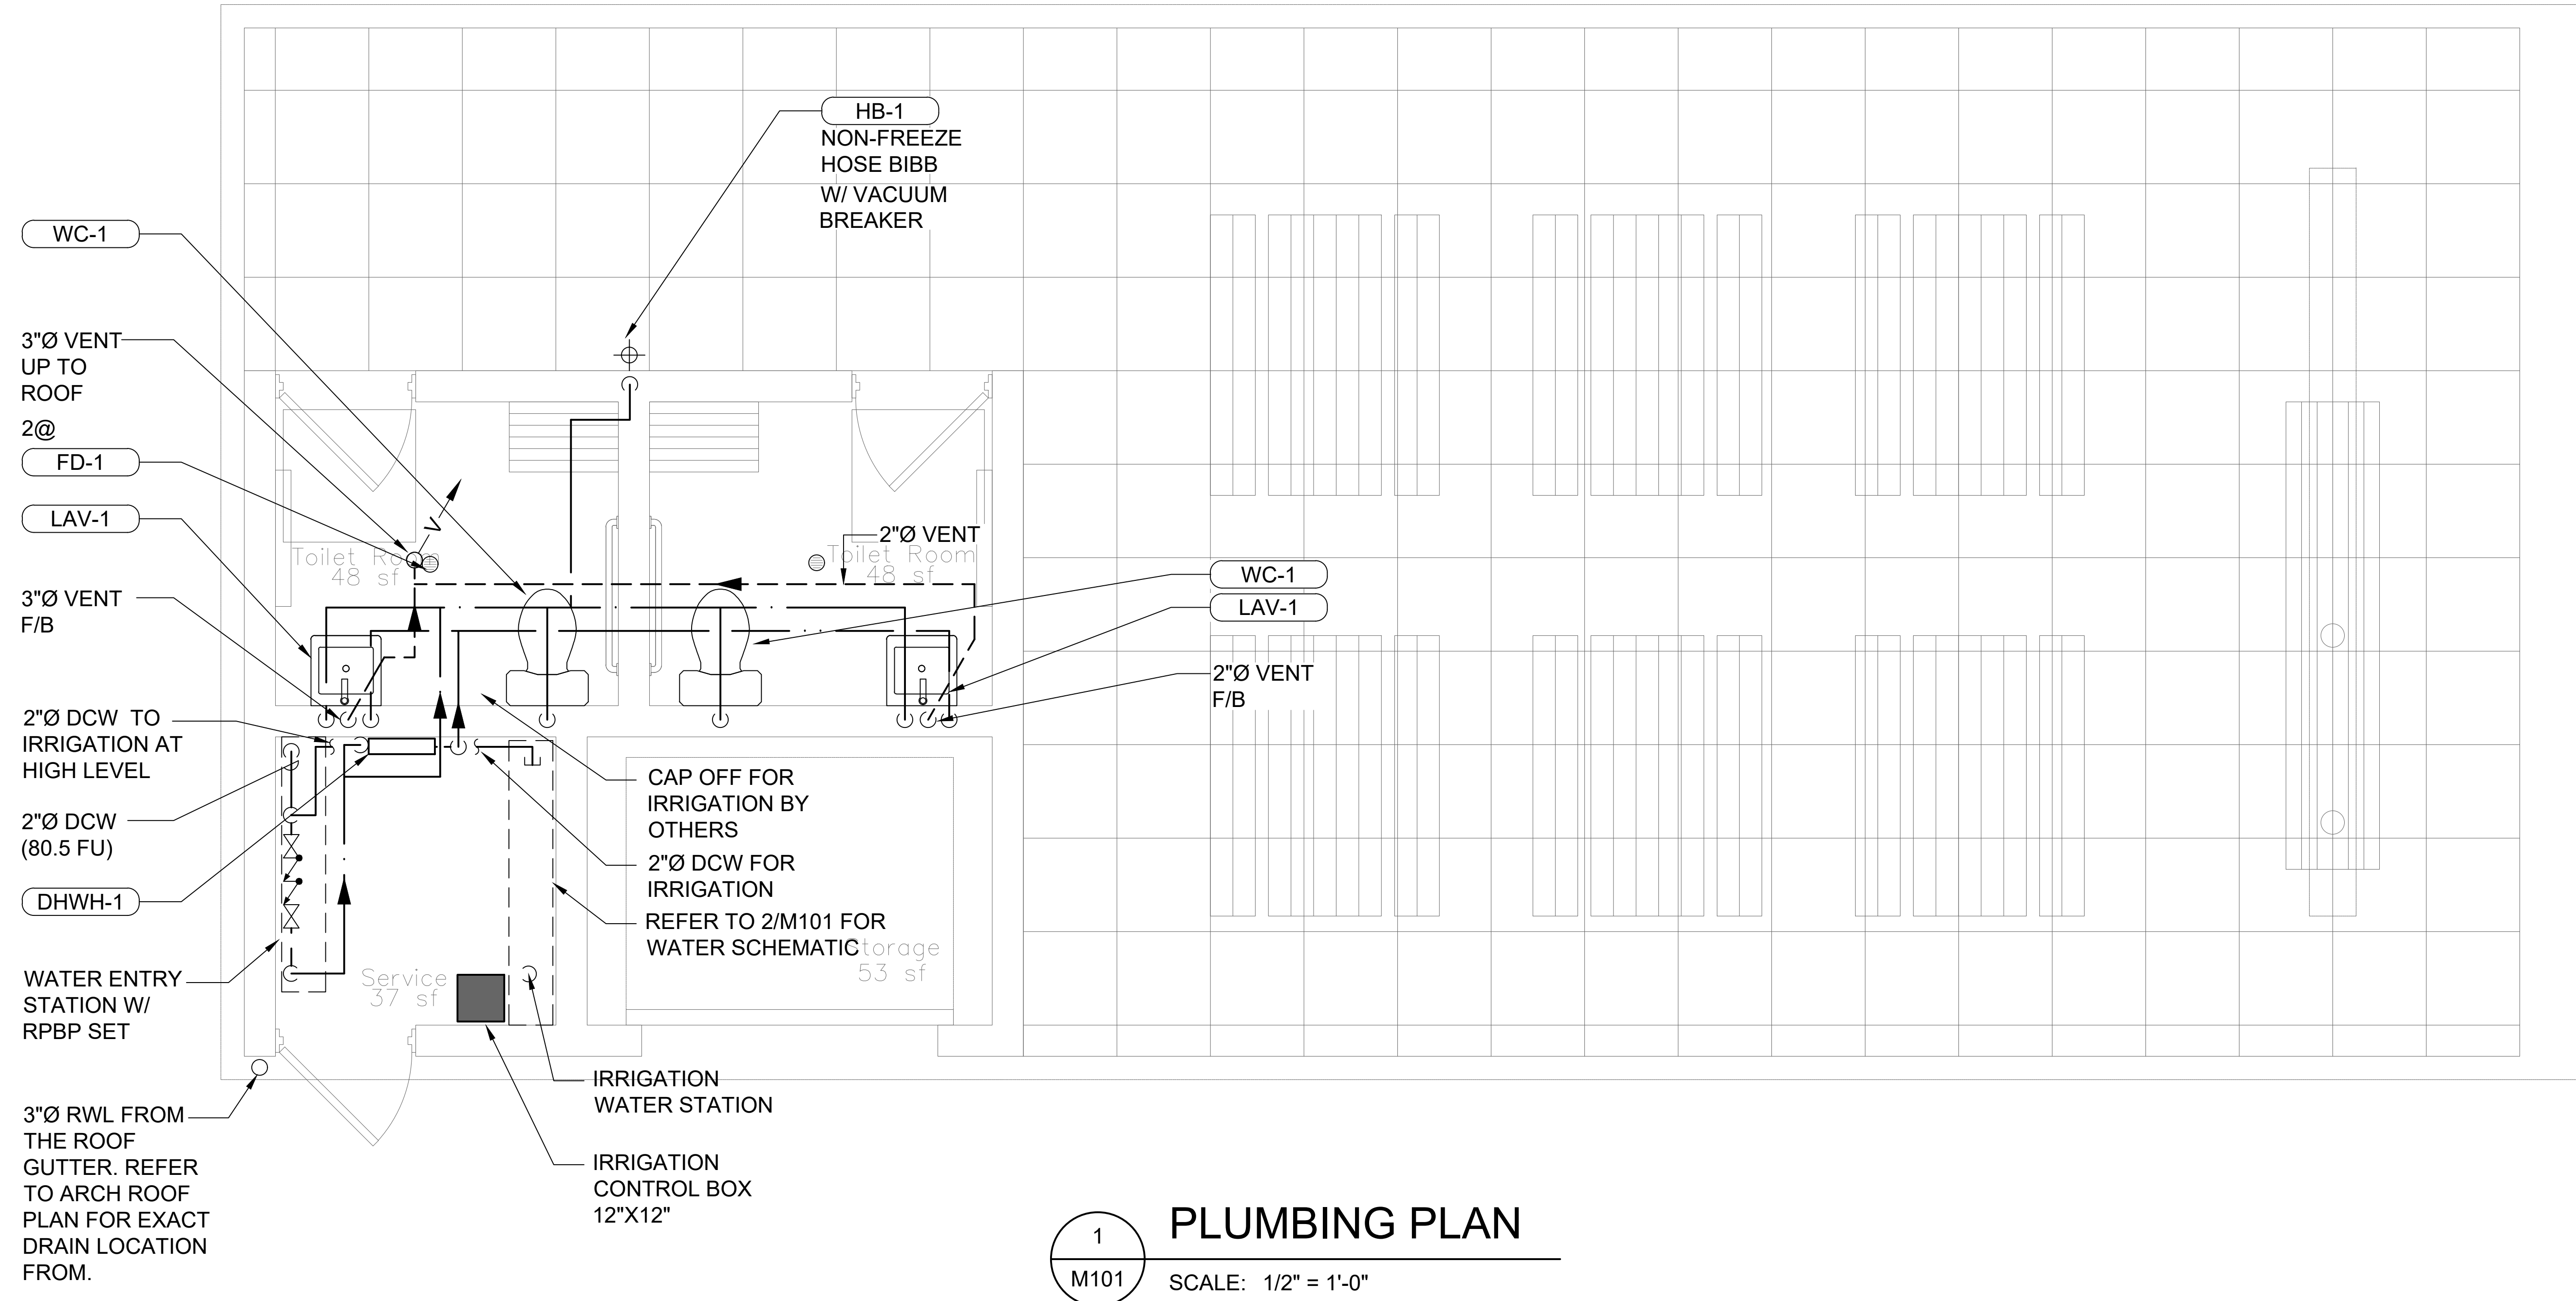 HB-1
NON-FREEZE
HOSE BIBB
W/ VACUUM
BREAKER
WC-1
3"Ø VENT
UP TO
ROOF
2@
FD-1
LAV-1
V
2"Ø VENT
Toilet Room
48 sf
Toilet Room
48 sf
3"Ø VENT
F/B
WC-1
LAV-1
2"Ø VENT
F/B
2"Ø DCW TO
IRRIGATION AT
HIGH LEVEL
2"Ø DCW
(80.5 FU)
DHWH-1
CAP OFF FOR
IRRIGATION BY
OTHERS
2"Ø DCW FOR
IRRIGATION
REFER TO 2/M101 FOR
WATER SCHEMATIC
Storage
53 sf
Service
37 sf
WATER ENTRY
STATION W/
RPBP SET
IRRIGATION
WATER STATION
IRRIGATION
CONTROL BOX
12"X12"
3"Ø RWL FROM
THE ROOF
GUTTER. REFER
TO ARCH ROOF
PLAN FOR EXACT
DRAIN LOCATION
FROM.
1
M101
PLUMBING PLAN
SCALE: 1/2" = 1'-0"